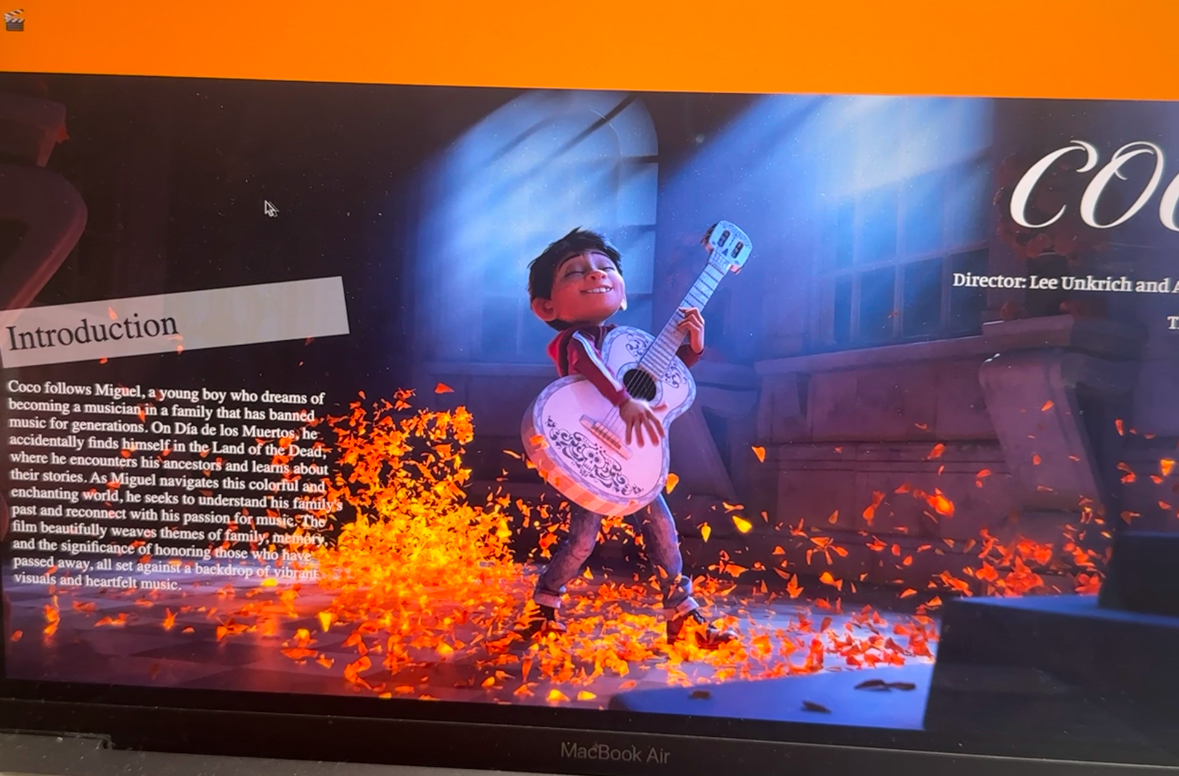 Introduction
Coco follows Miguel, a young boy who dreams of
becoming a musician in a family that has banned
music for generations. On Día de los Muertos, he
accidentally finds himself in the Land of the Dead,
where he encounters his ancestors and learns about
their stories. As Miguel navigates this colorful and
enchanting world, he seeks to understand his family's
past and reconnect with his passion for music. The
film beautifully weaves themes of family, memory,
and the significance of honoring those who have
passed away, all set against a backdrop of vibrant
visuals and heartfelt music.
CO
Director: Lee Unkrich and A
T
MacBook Air